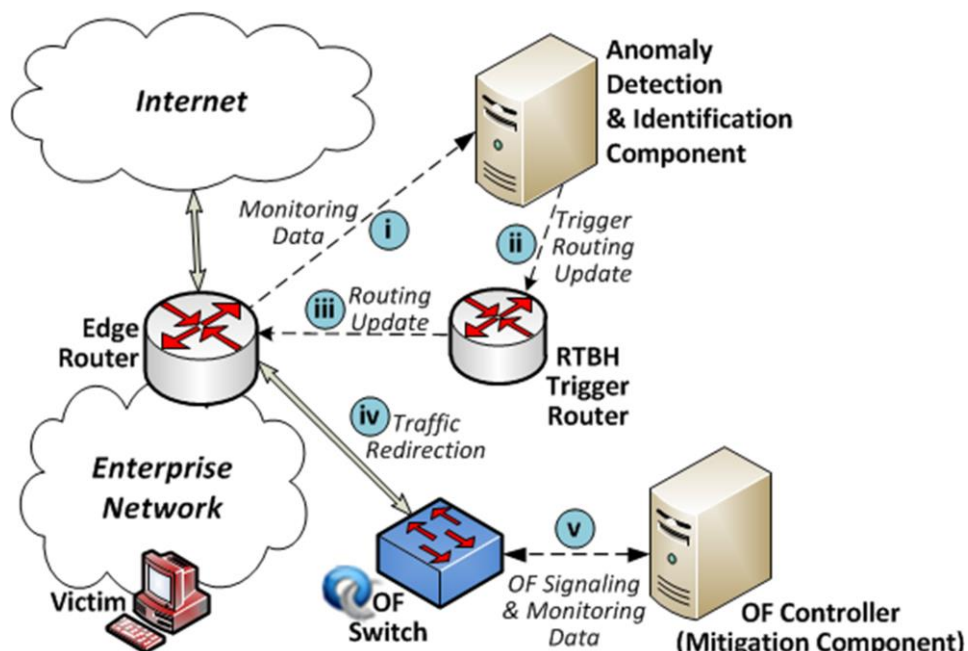 Internet
Anomaly
Detection
& Identification
Component
Monitoring
Data
i
ii
Trigger
Routing
Update
iii
Routing
Update
Edge
Router
RTBH
Trigger
Router
iv
Traffic
Redirection
Enterprise
Network
Victim
OF
Switch
v
OF Signaling
& Monitoring
Data
OF Controller
(Mitigation Component)